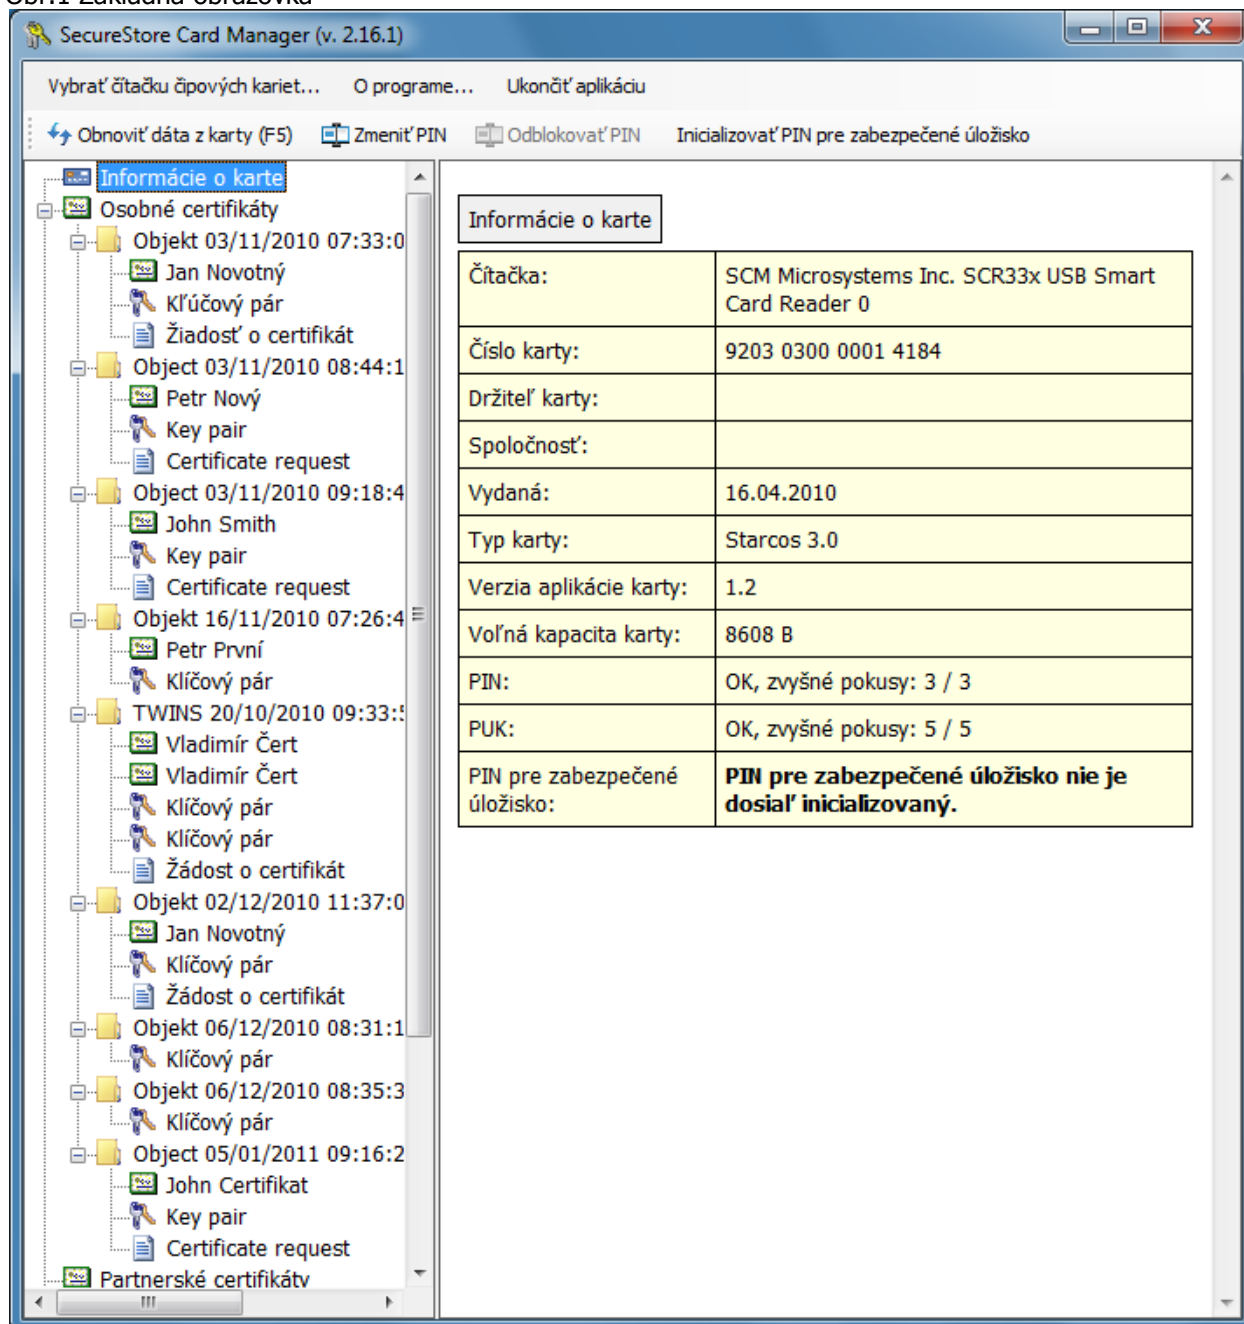 Obr.1 Základná obrazovka
SecureStore Card Manager (v. 2.16.1)
Vybrať čítačku čipových kariet... O programe... Ukončiť aplikáciu
Obnoviť dáta z karty (F5) Zmeniť PIN Odblokovať PIN Inicializovať PIN pre zabezpečené úložisko
Informácie o karte
Osobné certifikáty
Objekt 03/11/2010 07:33:0
Jan Novotný
Kľúčový pár
Žiadosť o certifikát
Object 03/11/2010 08:44:1
Petr Nový
Key pair
Certificate request
Object 03/11/2010 09:18:4
John Smith
Key pair
Certificate request
Objekt 16/11/2010 07:26:4
Petr První
Klíčový pár
TWINS 20/10/2010 09:33:5
Vladimír Čert
Vladimír Čert
Klíčový pár
Klíčový pár
Žádost o certifikát
Objekt 02/12/2010 11:37:0
Jan Novotný
Klíčový pár
Žádost o certifikát
Objekt 06/12/2010 08:31:1
Klíčový pár
Objekt 06/12/2010 08:35:3
Klíčový pár
Object 05/01/2011 09:16:2
John Certifikat
Key pair
Certificate request
Partnerské certifikáty
Informácie o karte
Čítačka: SCM Microsystems Inc. SCR33x USB Smart
Card Reader 0
Číslo karty: 9203 0300 0001 4184
Držiteľ karty:
Spoločnosť:
Vydaná: 16.04.2010
Typ karty: Starcos 3.0
Verzia aplikácie karty: 1.2
Voľná kapacita karty: 8608 B
PIN: OK, zvyšné pokusy: 3 / 3
PUK: OK, zvyšné pokusy: 5 / 5
PIN pre zabezpečené PIN pre zabezpečené úložisko nie je
úložisko: dosiaľ inicializovaný.